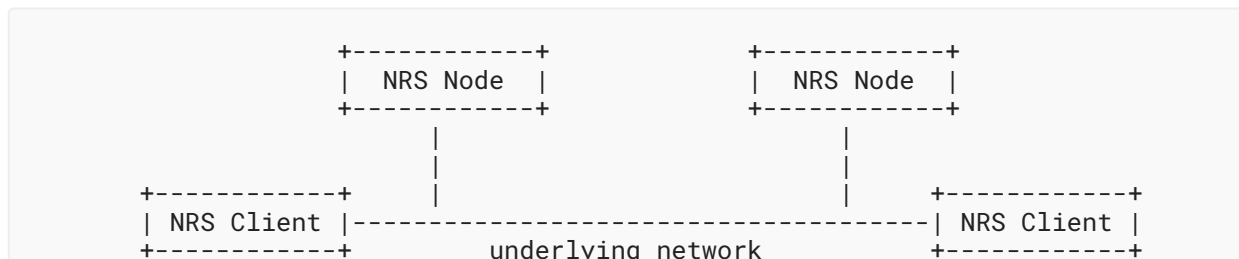 +------------+ +------------+
| NRS Node | | NRS Node |
+------------+ +------------+
| |
| |
+------------+ | | +------------+
| NRS Client |---------------------------------------| NRS Client |
+------------+ underlying network +------------+